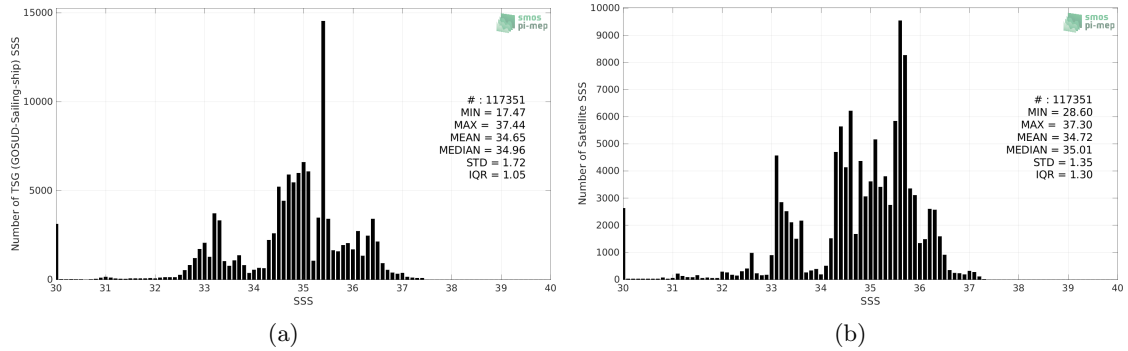 15000
10000
5000
0
Number of TSG (GOSUD-Sailing-ship) SSS
smos
pi-mep
# : 117351
MIN = 17.47
MAX = 37.44
MEAN = 34.65
MEDIAN = 34.96
STD = 1.72
IQR = 1.05
30 31 32 33 34 35 36 37 38 39 40
SSS
(a)
10000
9000
8000
7000
6000
5000
4000
3000
2000
1000
0
Number of Satellite SSS
smos
pi-mep
# : 117351
MIN = 28.60
MAX = 37.30
MEAN = 34.72
MEDIAN = 35.01
STD = 1.35
IQR = 1.30
30 31 32 33 34 35 36 37 38 39 40
SSS
(b)